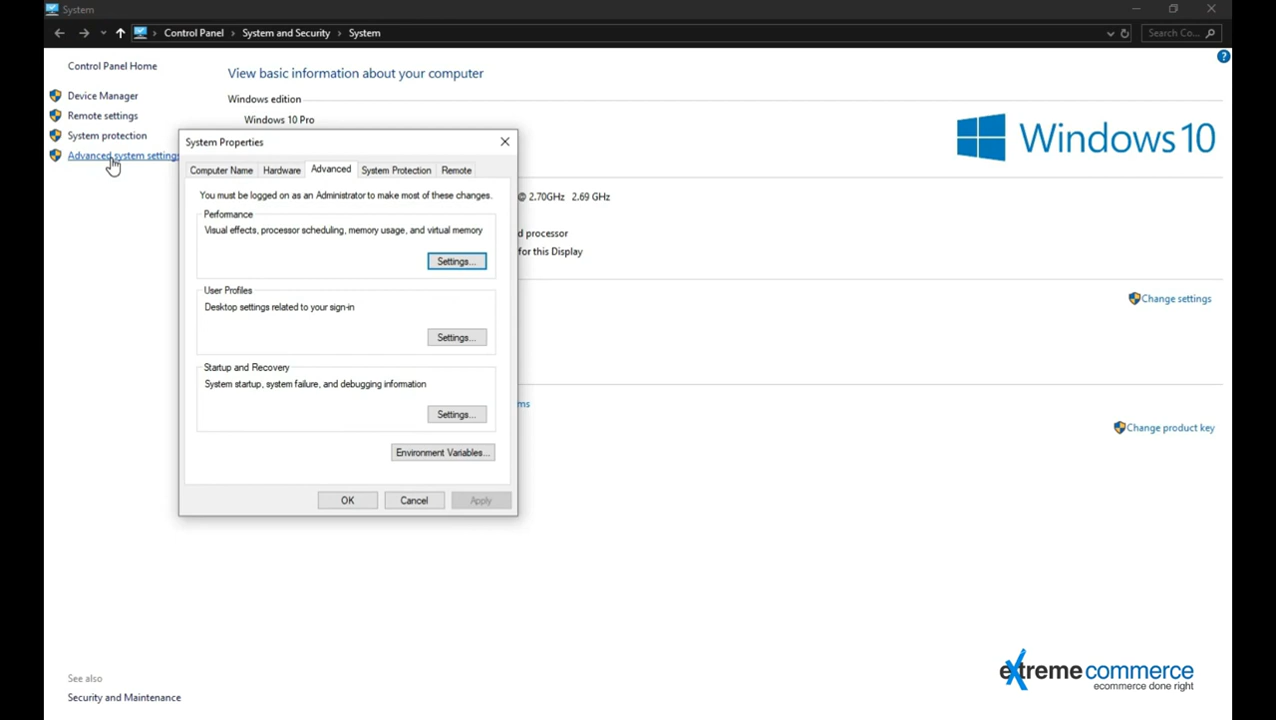 System
Control Panel > System and Security > System
Search Co...
Control Panel Home
Device Manager
Remote settings
System protection
Advanced system settings
View basic information about your computer
Windows edition
Windows 10 Pro
Windows 10
System Properties
Computer Name Hardware Advanced System Protection Remote
You must be logged on as an Administrator to make most of these changes.
Performance
Visual effects, processor scheduling, memory usage, and virtual memory
Settings...
User Profiles
Desktop settings related to your sign-in
Settings...
Startup and Recovery
System startup, system failure, and debugging information
Settings...
Environment Variables...
OK Cancel Apply
@ 2.70GHz 2.69 GHz
d processor
for this Display
Change settings
ms
Change product key
See also
Security and Maintenance
extreme commerce
ecommerce done right